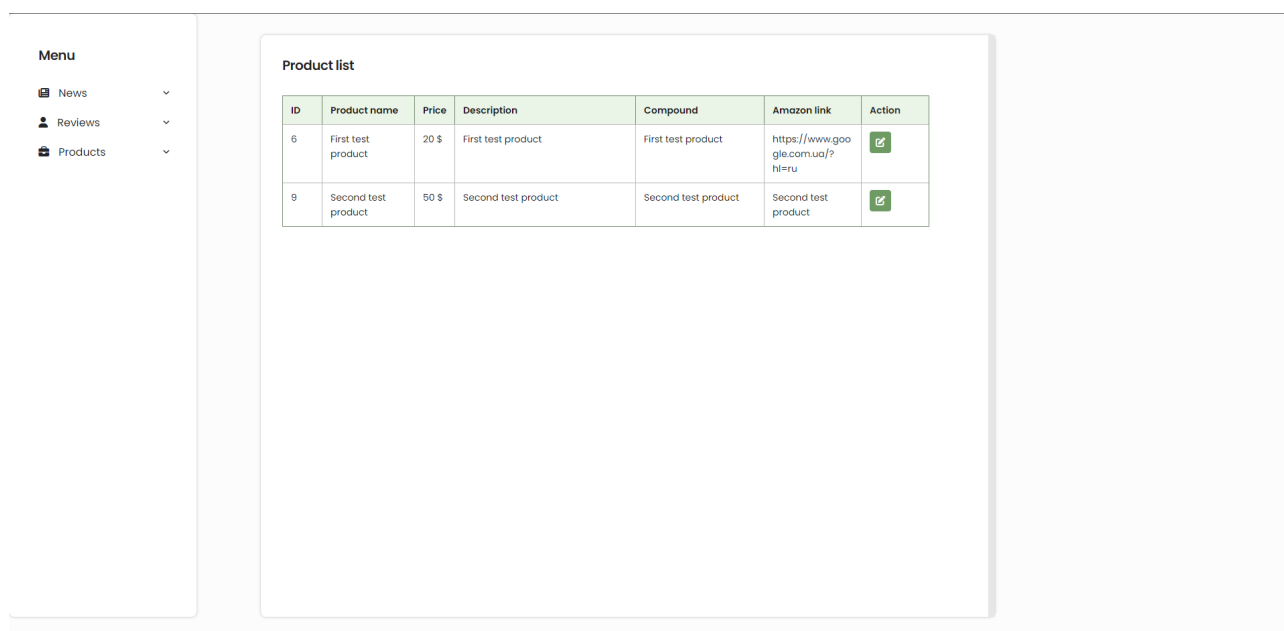 Menu
News
Reviews
Products
Product list
ID Product name Price Description Compound Amazon link Action
6 First test 20 $ First test product First test product https://www.goo
product gle.com.ua/?
hl=ru
9 Second test 50 $ Second test product Second test product Second test
product product